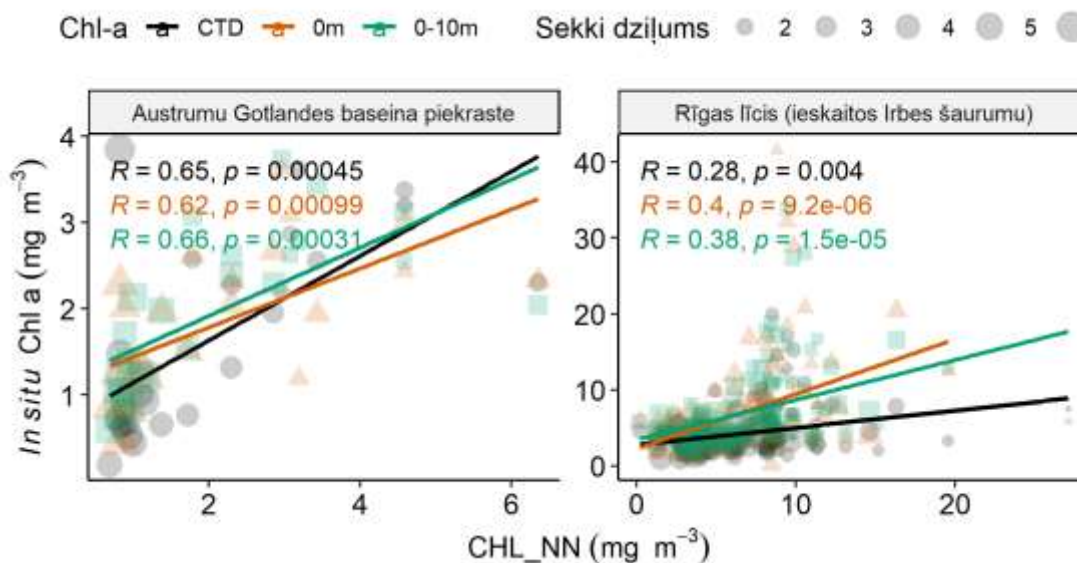 Chl-a CTD 0m 0-10m Sekki dziļums 2 3 4 5
Austrumu Gotlandes baseina piekraste
R = 0.65, p = 0.00045
R = 0.62, p = 0.00099
R = 0.66, p = 0.00031
Rīgas līcis (ieskaitos Irbes šaurumu)
R = 0.28, p = 0.004
R = 0.4, p = 9.2e-06
R = 0.38, p = 1.5e-05
In situ Chl a (mg m⁻³)
4
3
2
1
40
30
20
10
0
2 4 6
0 10 20
CHL_NN (mg m⁻³)